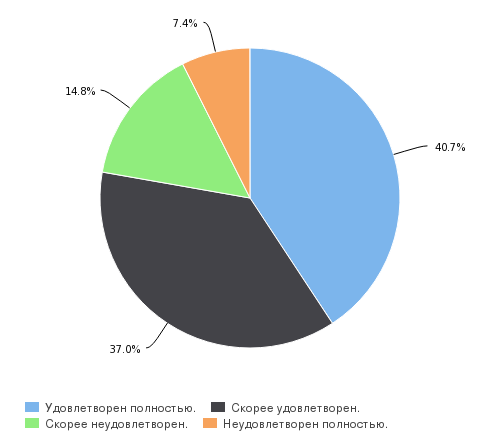 7.4%
14.8%
40.7%
37.0%
Удовлетворен полностью. Скорее удовлетворен.
Скорее неудовлетворен. Неудовлетворен полностью.